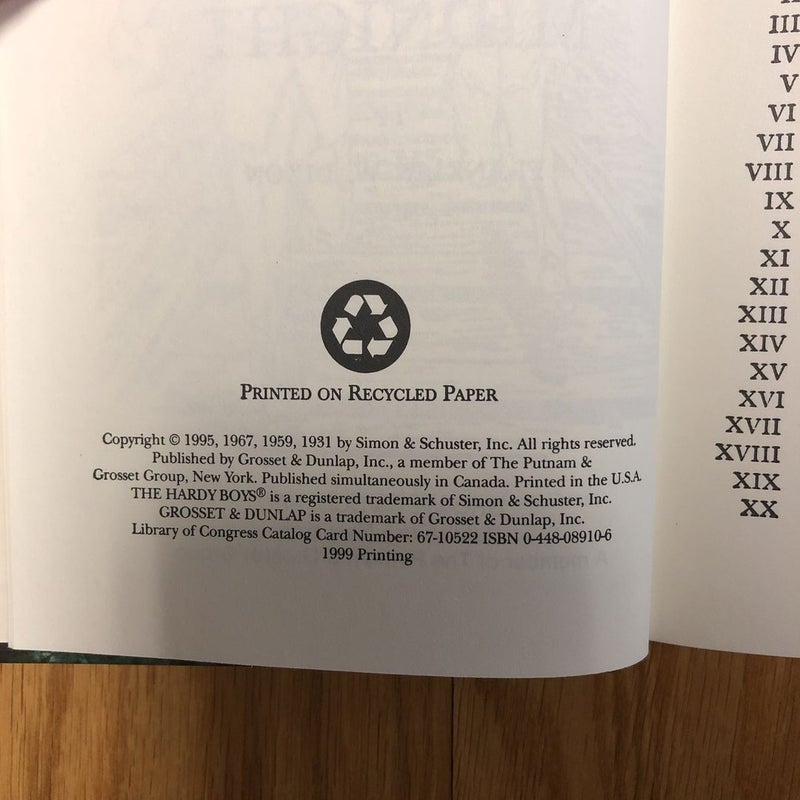 PRINTED ON RECYCLED PAPER
Copyright © 1995, 1967, 1959, 1931 by Simon & Schuster, Inc. All rights reserved.
Published by Grosset & Dunlap, Inc., a member of The Putnam &
Grosset Group, New York. Published simultaneously in Canada. Printed in the U.S.A.
THE HARDY BOYS® is a registered trademark of Simon & Schuster, Inc.
GROSSET & DUNLAP is a trademark of Grosset & Dunlap, Inc.
Library of Congress Catalog Card Number: 67-10522 ISBN 0-448-08910-6
1999 Printing
III
IV
V
VI
VII
VIII
IX
X
XI
XII
XIII
XIV
XV
XVI
XVII
XVIII
XIX
XX